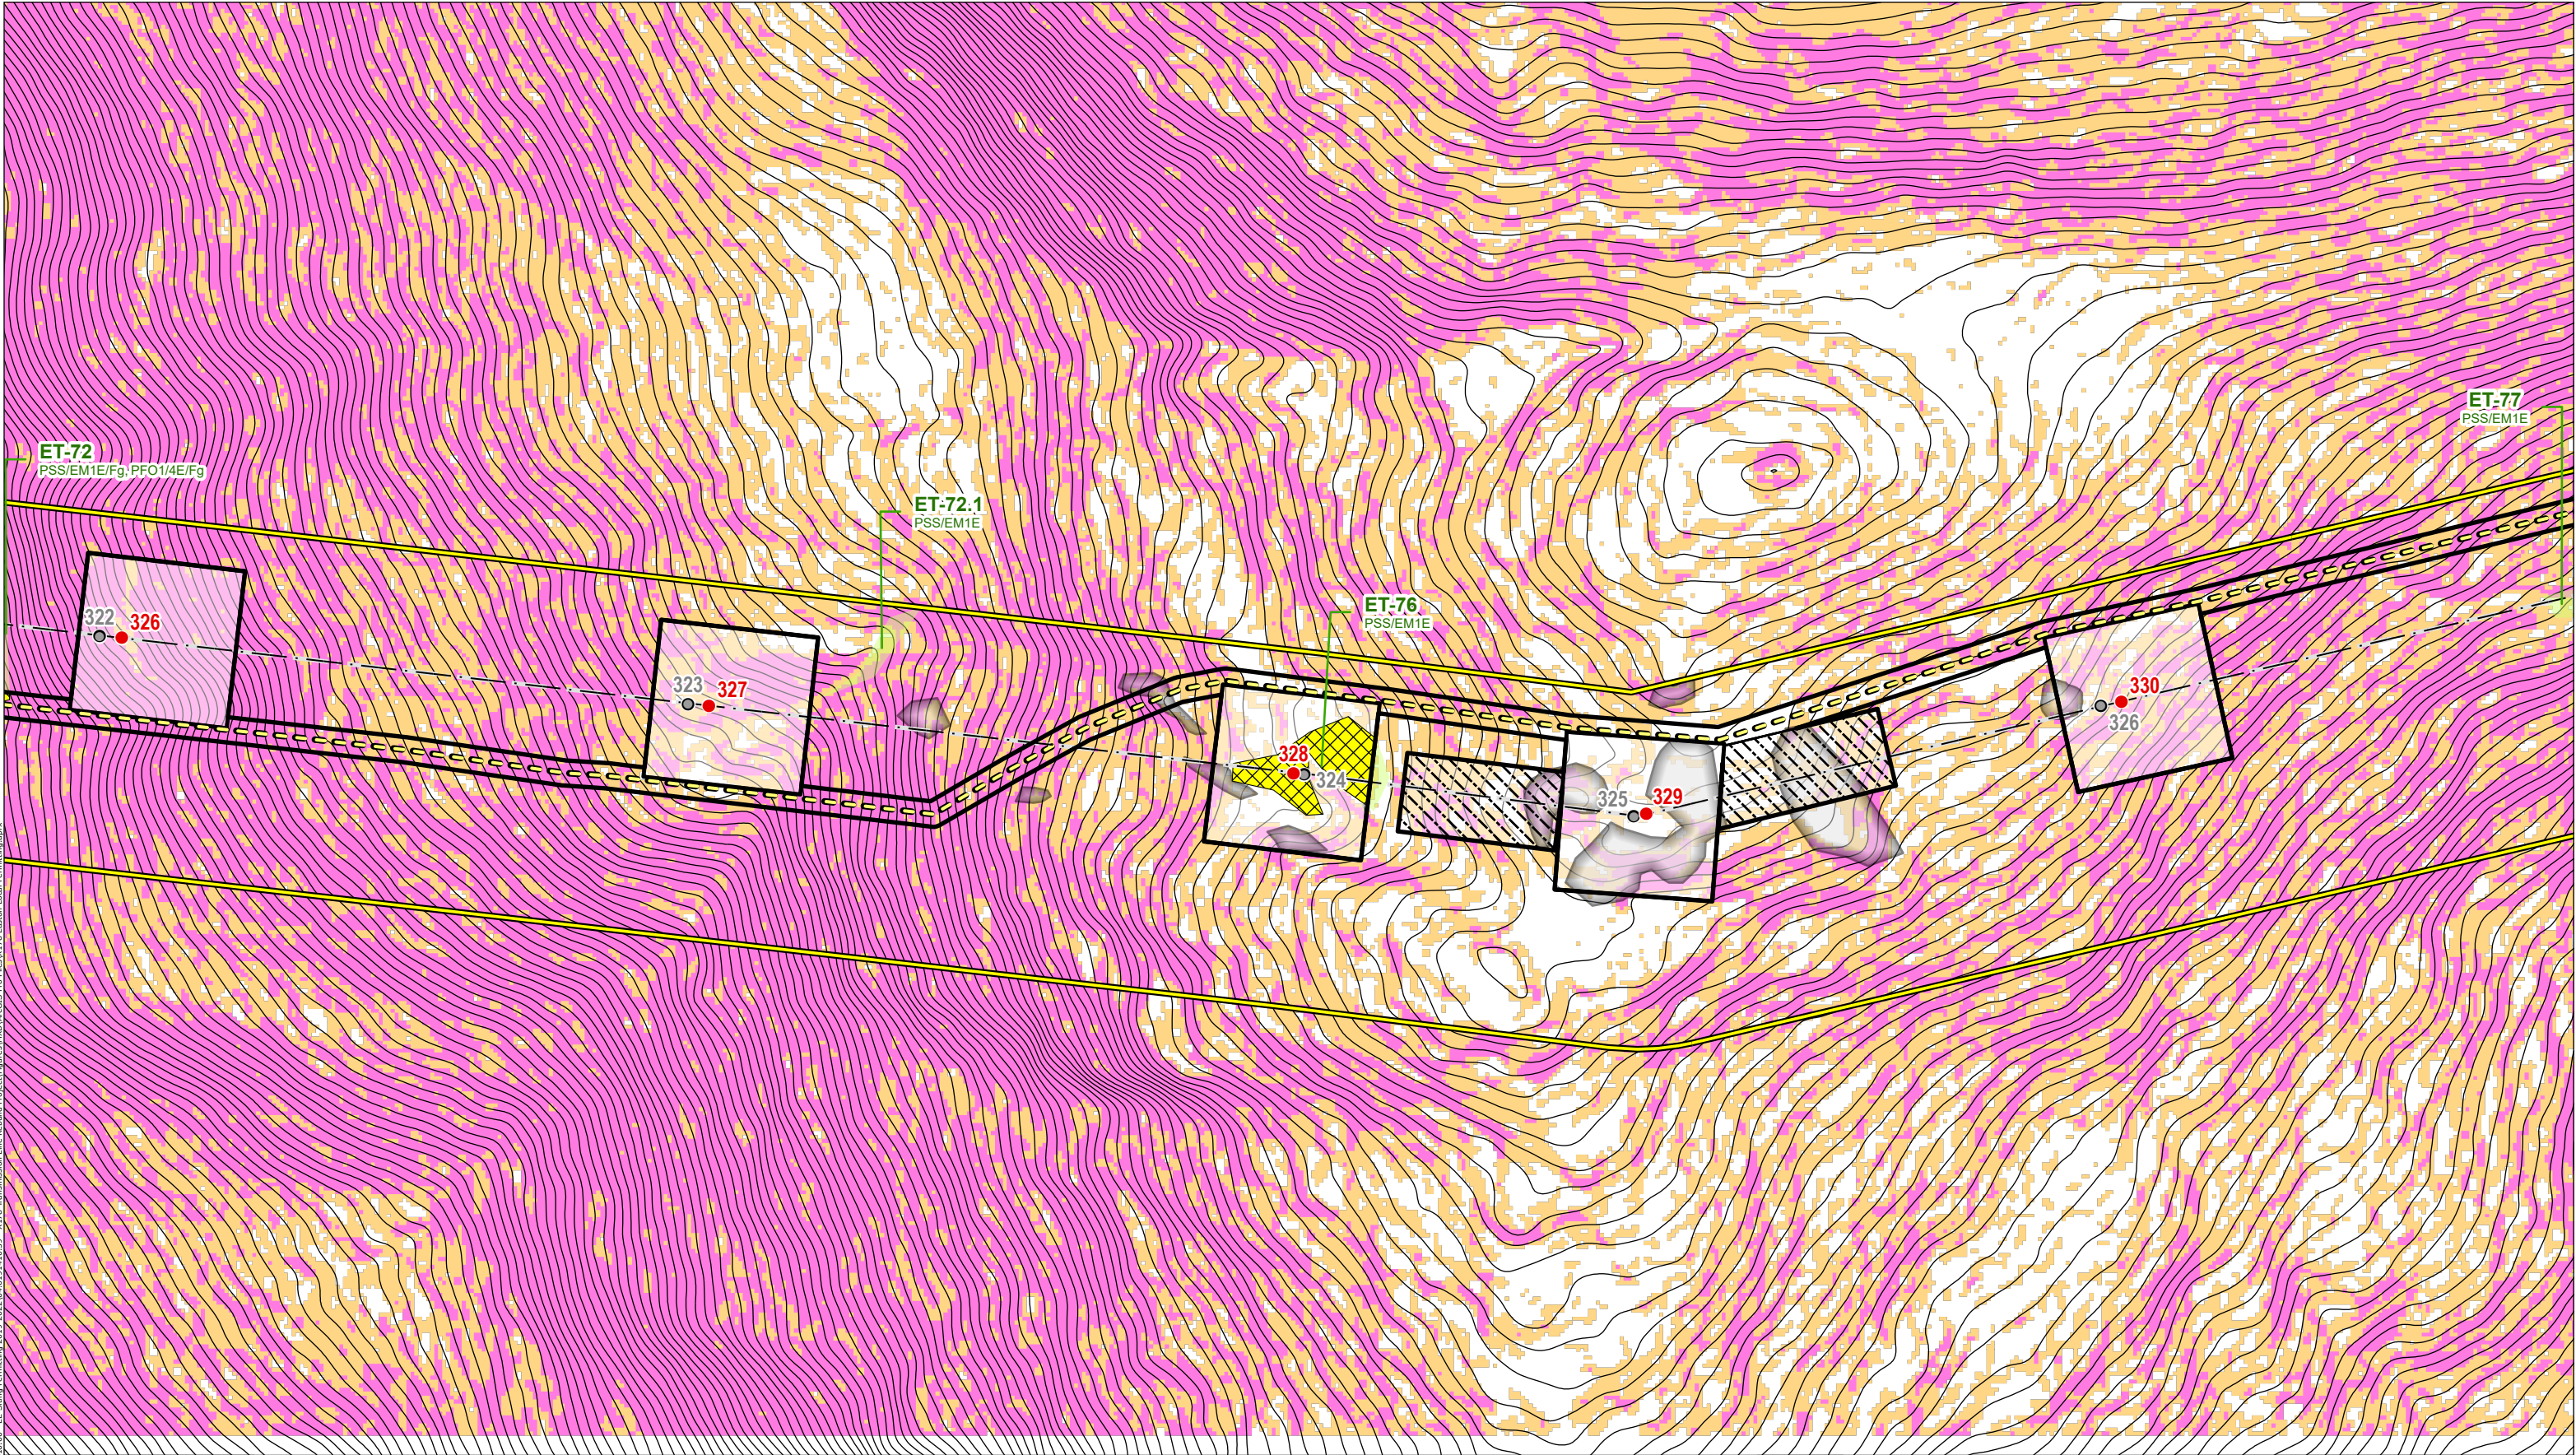 ET-77
PSS/EM1E
ET-72
PSS/EM1E/Fg, PFO1/4E/Fg
ET-72.1
PSS/EM1E
ET-76
PSS/EM1E
322 326
323 327
328
324
325 329
330
326